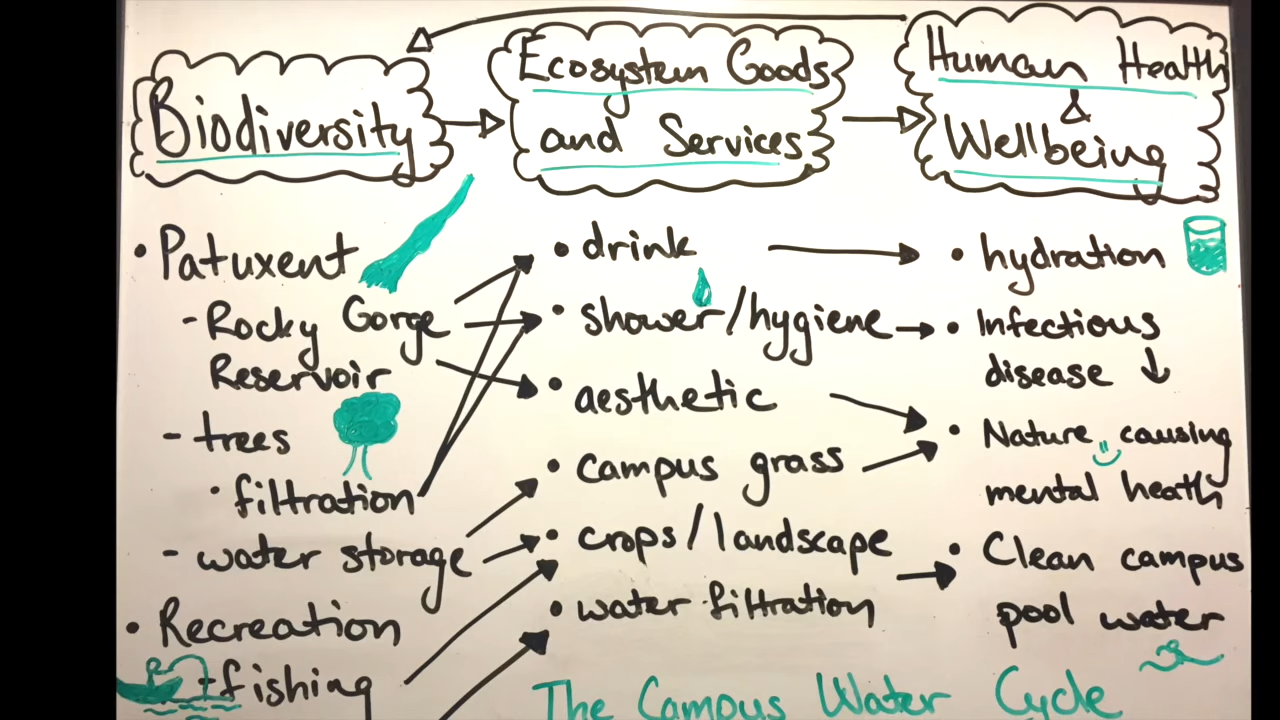 Biodiversity
Ecosystem Goods
and Services
Human Health
&
Wellbeing
• Patuxent
- Rocky Gorge
Reservoir
- trees
• filtration
- water storage
• Recreation
- fishing
• drink
• shower/hygiene
• aesthetic
• campus grass
• crops/landscape
• water filtration
• hydration
• Infectious
disease ↓
• Nature causing
mental heath
• Clean campus
pool water
The Campus Water Cycle